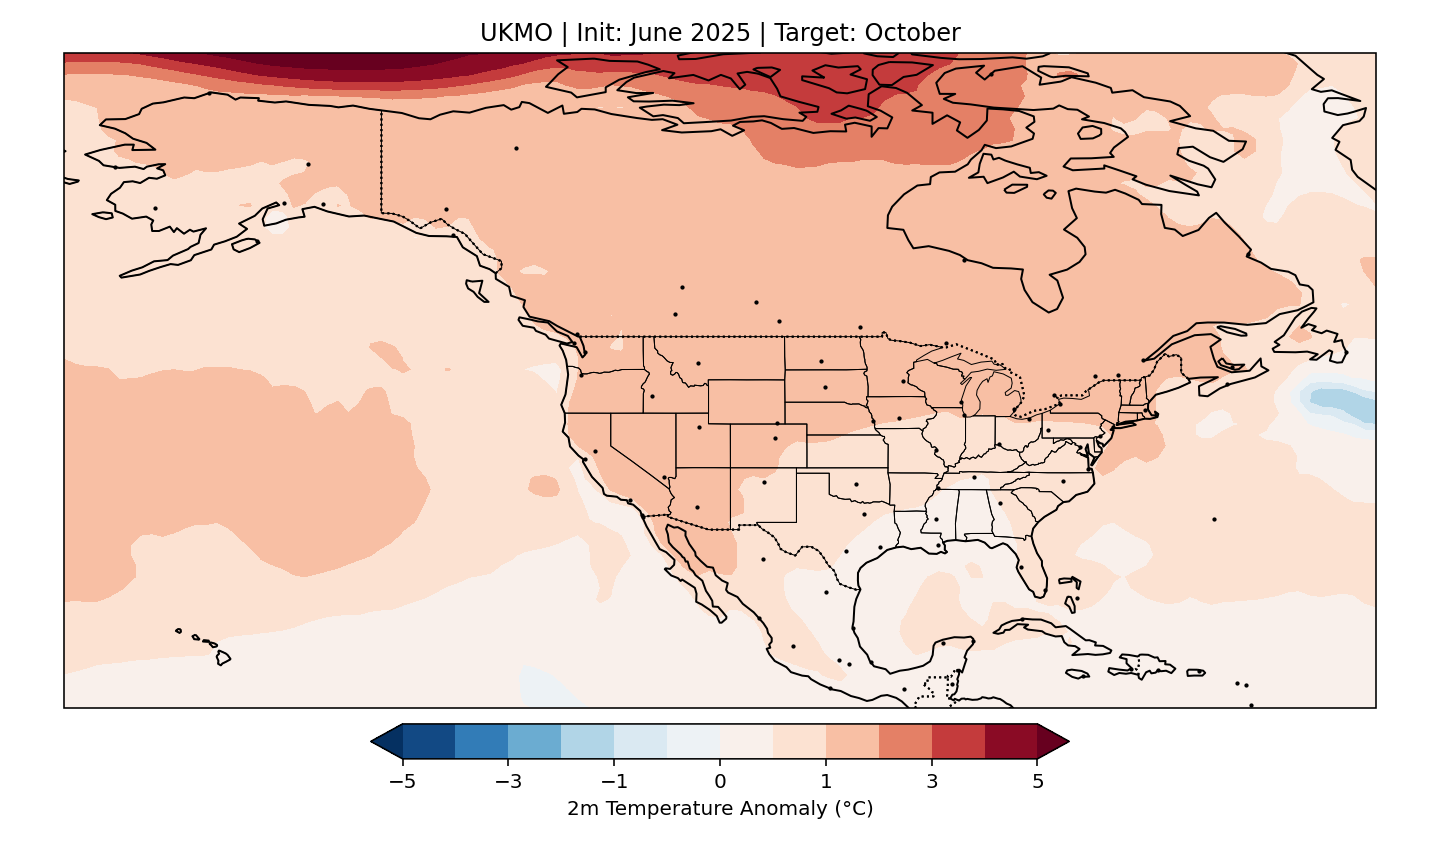 UKMO | Init: June 2025 | Target: October
−5 −3 −1 0 1 3 5
2m Temperature Anomaly (°C)